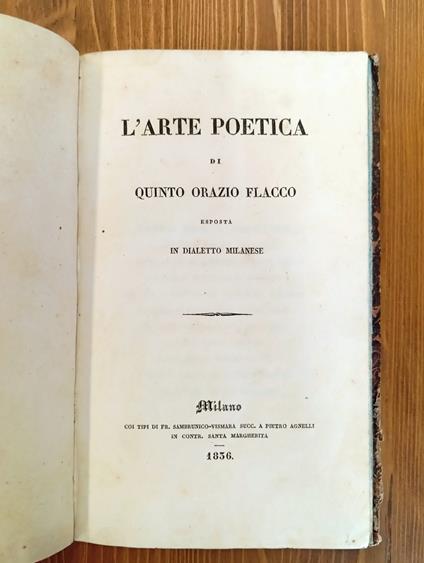 L'ARTE POETICA
DI
QUINTO ORAZIO FLACCO
ESPOSTA
IN DIALETTO MILANESE
Milano
COI TIPI DI FR. SAMBRUNICO-VISMARA SUCC. A PIETRO AGNELLI
IN CONTR. SANTA MARGHERITA
1836.